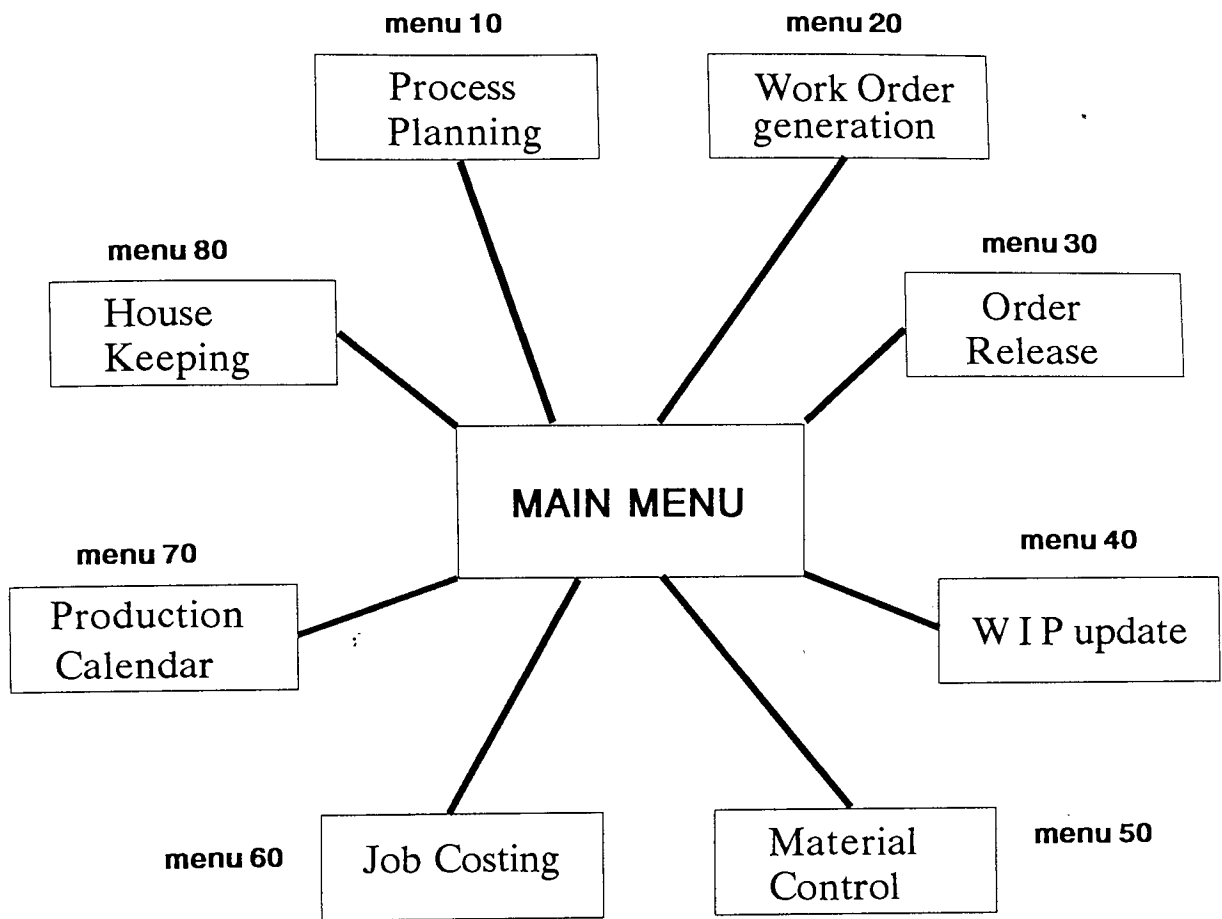 menu 10
Process
Planning
menu 20
Work Order
generation
menu 80
House
Keeping
menu 30
Order
Release
MAIN MENU
menu 70
Production
Calendar
menu 40
W I P update
menu 60
Job Costing
Material
Control
menu 50